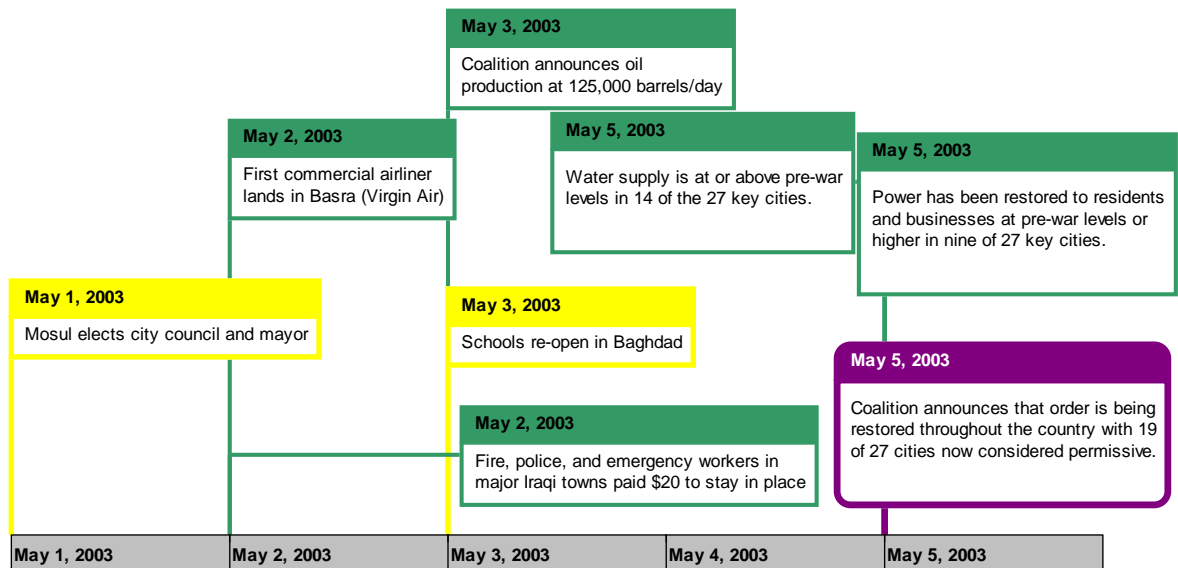 May 3, 2003
Coalition announces oil
production at 125,000 barrels/day
May 2, 2003
First commercial airliner
lands in Basra (Virgin Air)
May 5, 2003
Water supply is at or above pre-war
levels in 14 of the 27 key cities.
May 5, 2003
Power has been restored to residents
and businesses at pre-war levels or
higher in nine of 27 key cities.
May 1, 2003
Mosul elects city council and mayor
May 3, 2003
Schools re-open in Baghdad
May 5, 2003
Coalition announces that order is being
restored throughout the country with 19
of 27 cities now considered permissive.
May 2, 2003
Fire, police, and emergency workers in
major Iraqi towns paid $20 to stay in place
May 1, 2003
May 2, 2003
May 3, 2003
May 4, 2003
May 5, 2003